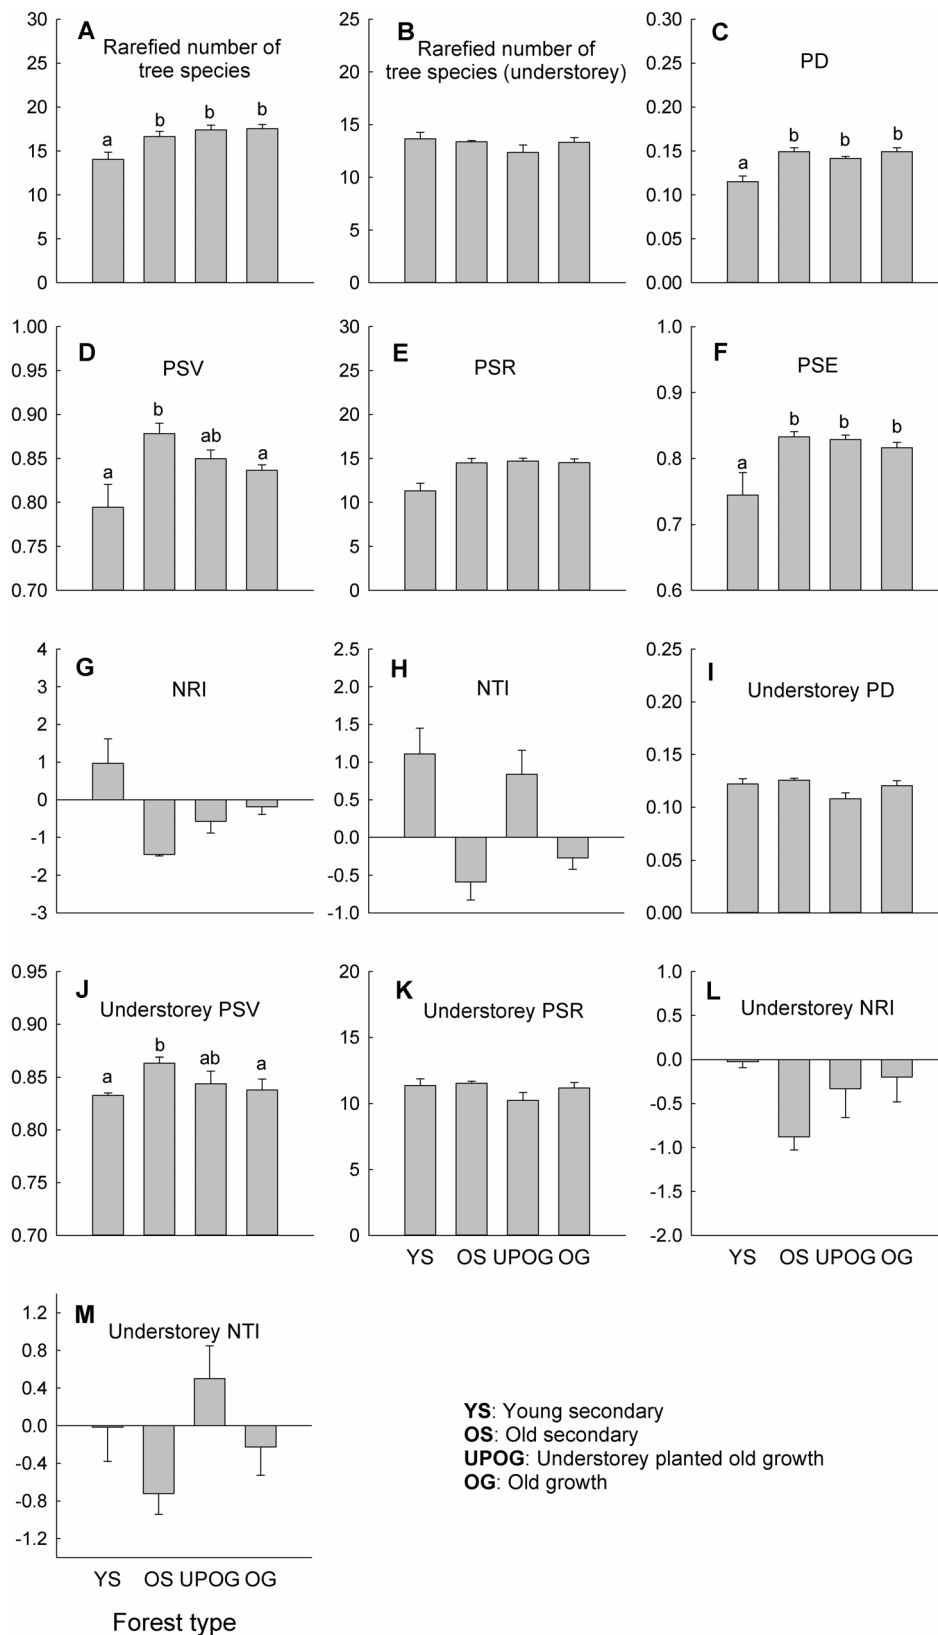 A
Rarefied number of
tree species
30
25
20
15
10
5
0
a
b
b
b
B
Rarefied number of
tree species (understorey)
25
20
15
10
5
0
C
PD
0.30
0.25
0.20
0.15
0.10
0.05
0.00
a
b
b
b
D
PSV
1.00
0.95
0.90
0.85
0.80
0.75
0.70
a
b
ab
a
E
PSR
30
25
20
15
10
5
0
F
PSE
1.0
0.9
0.8
0.7
0.6
a
b
b
b
G
NRI
4
3
2
1
0
-1
-2
-3
H
NTI
2.5
2.0
1.5
1.0
0.5
0.0
-0.5
-1.0
I
Understorey PD
0.25
0.20
0.15
0.10
0.05
0.00
J
Understorey PSV
0.95
0.90
0.85
0.80
0.75
0.70
a
b
ab
a
K
Understorey PSR
20
15
10
5
0
YS OS UPOG OG
L
Understorey NRI
1.0
0.5
0.0
-0.5
-1.0
-1.5
-2.0
YS OS UPOG OG
M
Understorey NTI
1.2
0.8
0.4
0.0
-0.4
-0.8
-1.2
YS OS UPOG OG
Forest type
YS: Young secondary
OS: Old secondary
UPOG: Understorey planted old growth
OG: Old growth